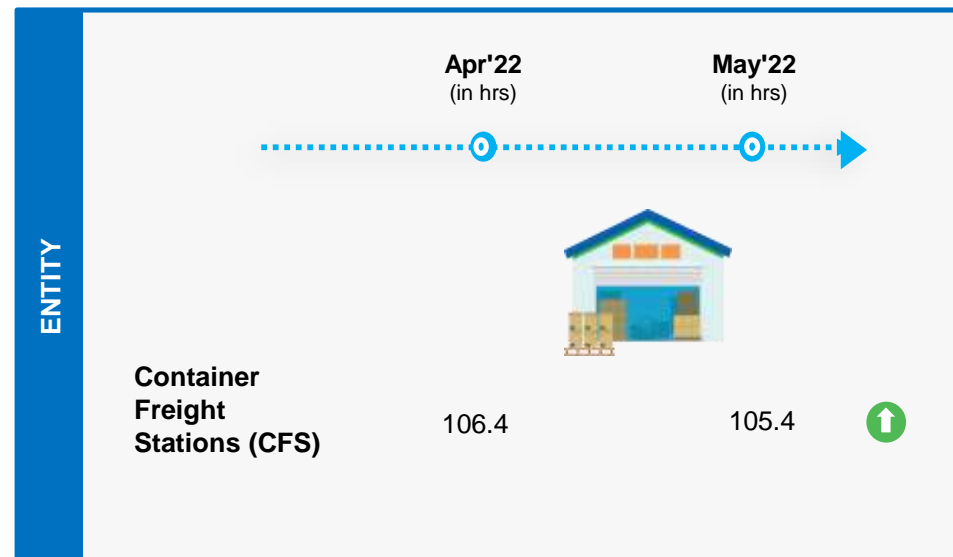 ENTITY
Apr'22
(in hrs)
May'22
(in hrs)
Container
Freight
Stations (CFS)
106.4
105.4